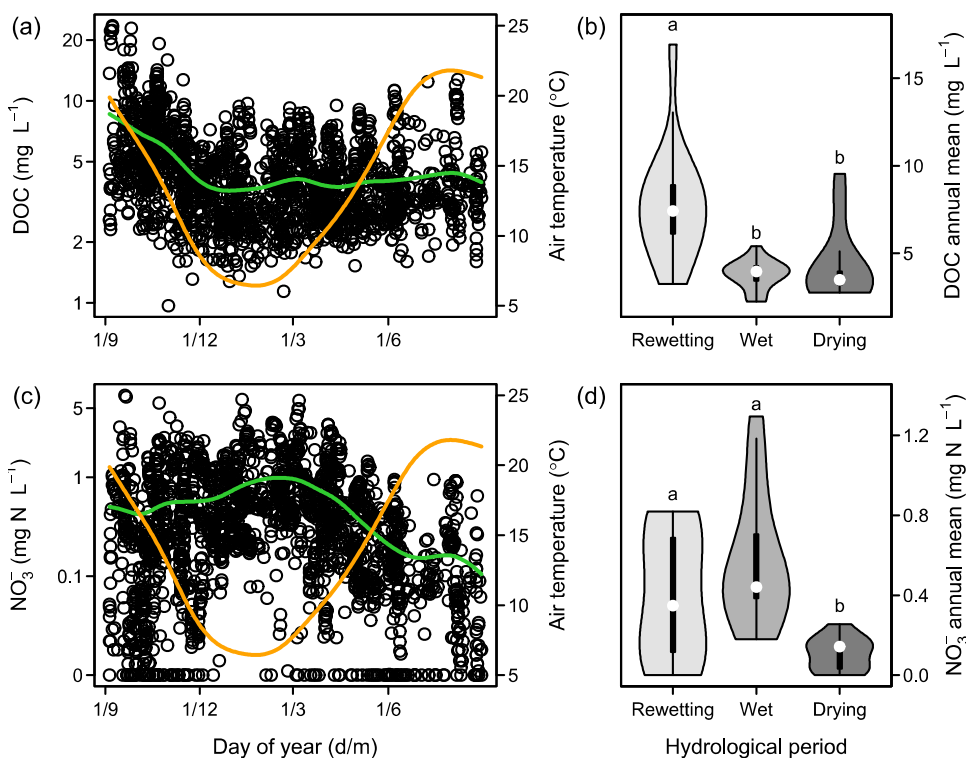 (a)
20
10
5
2
1
DOC (mg L−1)
25
20
15
10
5
Air temperature (°C)
1/9 1/12 1/3 1/6
(b)
a
b
b
15
10
5
DOC annual mean (mg L−1)
Rewetting Wet Drying
(c)
5
1
0.1
0
NO3− (mg N L−1)
25
20
15
10
5
Air temperature (°C)
1/9 1/12 1/3 1/6
Day of year (d/m)
(d)
a
a
b
1.2
0.8
0.4
0.0
NO3− annual mean (mg N L−1)
Rewetting Wet Drying
Hydrological period